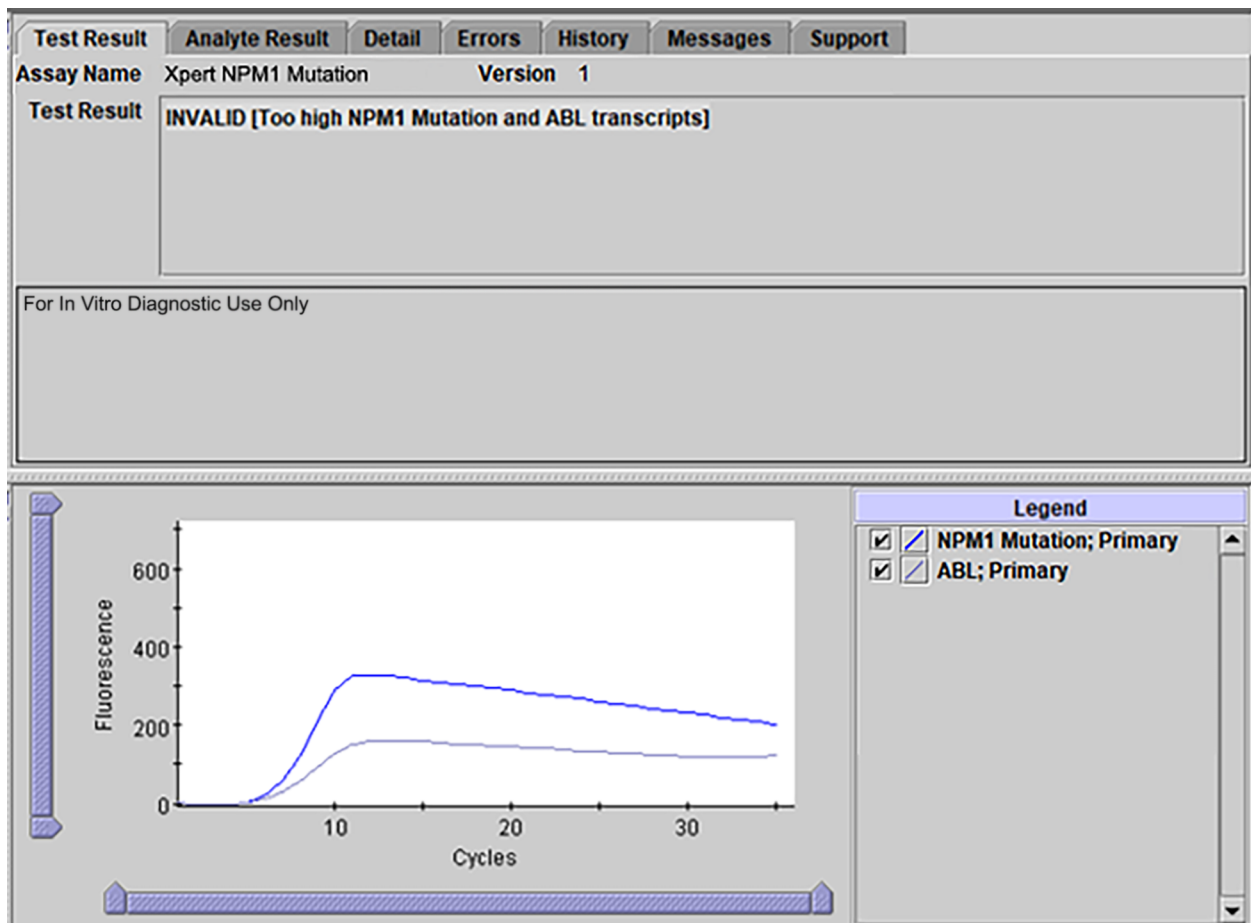 Test Result Analyte Result Detail Errors History Messages Support
Assay Name Xpert NPM1 Mutation Version 1
Test Result INVALID [Too high NPM1 Mutation and ABL transcripts]
For In Vitro Diagnostic Use Only
Legend
NPM1 Mutation; Primary
ABL; Primary
Fluorescence
600
400
200
0
10 20 30
Cycles